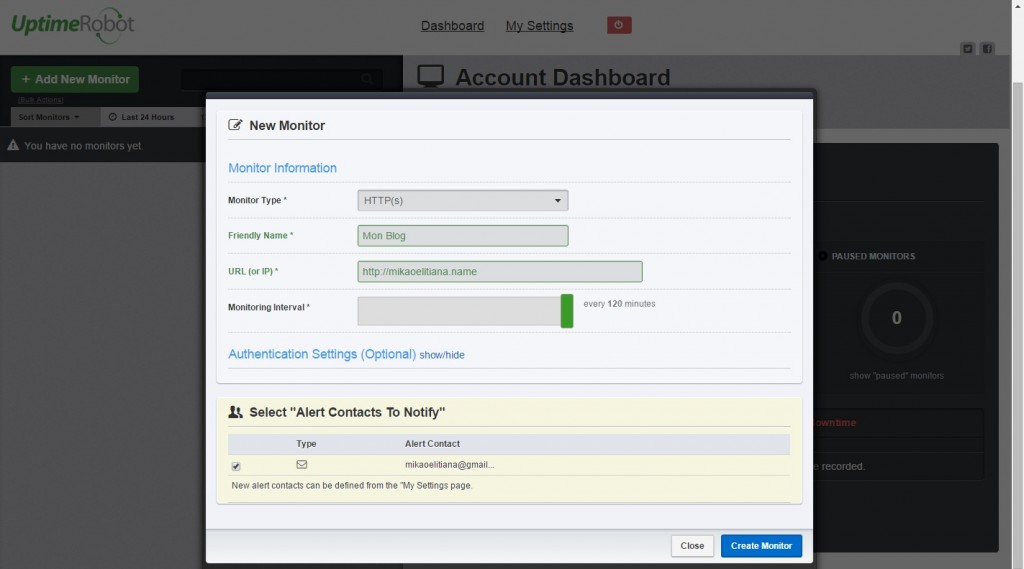 UptimeRobot
Dashboard
My Settings
+ Add New Monitor
(Bulk Actions)
Sort Monitors
Last 24 Hours
You have no monitors yet.
Account Dashboard
New Monitor
Monitor Information
Monitor Type *
HTTP(s)
Friendly Name *
Mon Blog
URL (or IP) *
http://mikaoelitiana.name
Monitoring Interval *
every 120 minutes
Authentication Settings (Optional) show/hide
Select "Alert Contacts To Notify"
Type
Alert Contact
mikaoelitiana@gmail...
New alert contacts can be defined from the "My Settings page.
Close
Create Monitor
PAUSED MONITORS
0
show "paused" monitors
owntime
e recorded.